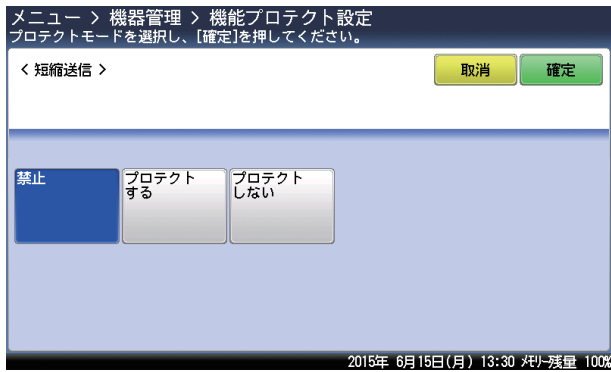 メニュー > 機器管理 > 機能プロテクト設定
プロテクトモードを選択し、[確定]を押してください。
< 短縮送信 >
取消
確定
禁止
プロテクト
する
プロテクト
しない
2015年 6月15日(月) 13:30 ﾒﾓﾘｰ残量 100%